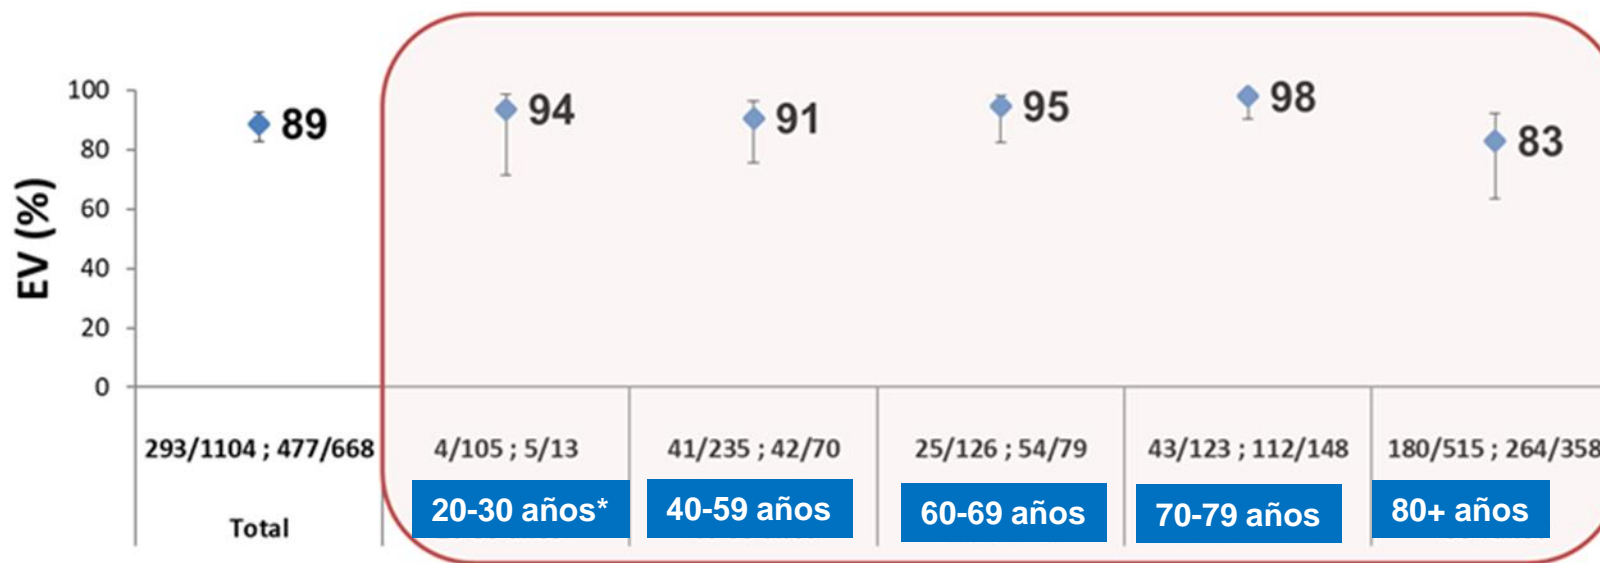 EV (%)
100
80
60
40
20
0
89
94
91
95
98
83
293/1104 ; 477/668
4/105 ; 5/13
41/235 ; 42/70
25/126 ; 54/79
43/123 ; 112/148
180/515 ; 264/358
Total
20-30 años*
40-59 años
60-69 años
70-79 años
80+ años